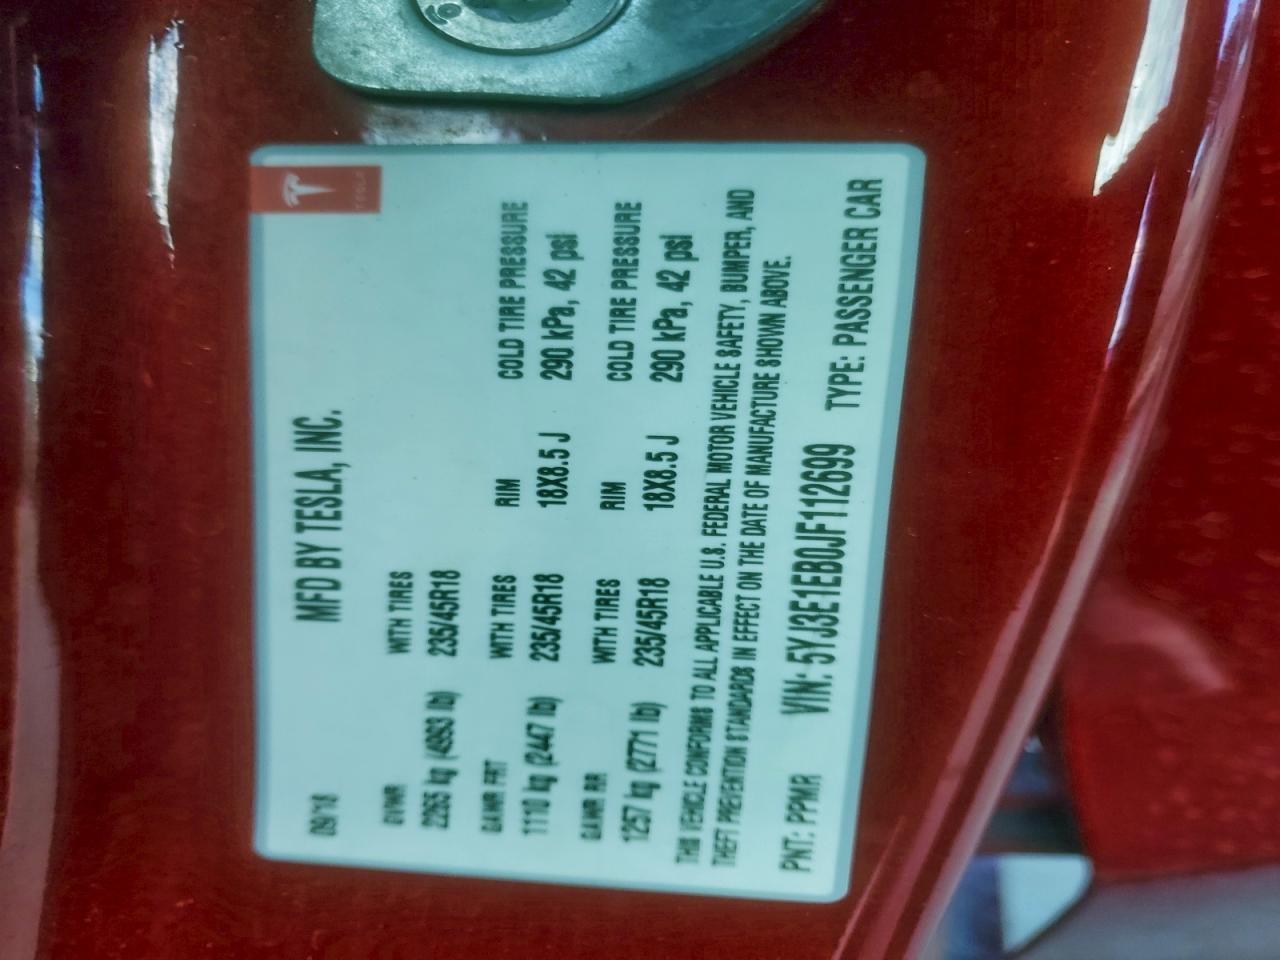 TESLA
09/18
MFD BY TESLA, INC.
GVWR WITH TIRES
2265 kg (4993 lb) 235/45R18
GAWR FRT WITH TIRES RIM COLD TIRE PRESSURE
1110 kg (2447 lb) 235/45R18 18X8.5 J 290 kPa, 42 psi
GAWR RR WITH TIRES RIM COLD TIRE PRESSURE
1257 kg (2771 lb) 235/45R18 18X8.5 J 290 kPa, 42 psi
THIS VEHICLE CONFORMS TO ALL APPLICABLE U.S. FEDERAL MOTOR VEHICLE SAFETY, BUMPER, AND
THEFT PREVENTION STANDARDS IN EFFECT ON THE DATE OF MANUFACTURE SHOWN ABOVE.
PNT: PPMR VIN: 5YJ3E1EB0JF112699 TYPE: PASSENGER CAR